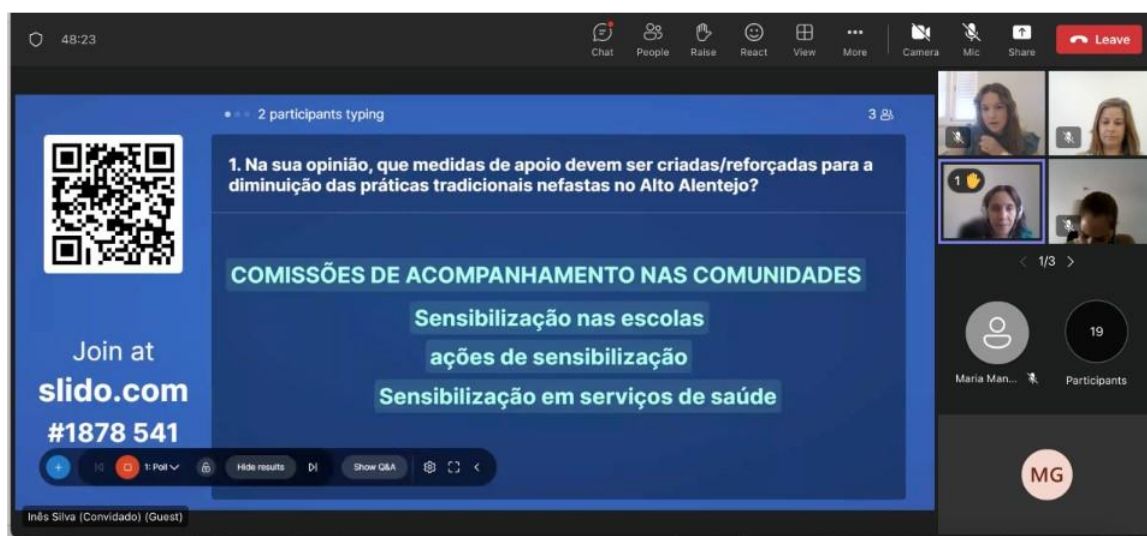 48:23
Chat
People
Raise
React
View
More
Camera
Mic
Share
Leave
2 participants typing
3
1. Na sua opinião, que medidas de apoio devem ser criadas/reforçadas para a
diminuição das práticas tradicionais nefastas no Alto Alentejo?
COMISSÕES DE ACOMPANHAMENTO NAS COMUNIDADES
Sensibilização nas escolas
ações de sensibilização
Sensibilização em serviços de saúde
Join at
slido.com
#1878 541
1: Poll
Hide results
Show Q&A
Inês Silva (Convidado) (Guest)
1
1/3
Maria Man...
19
Participants
MG